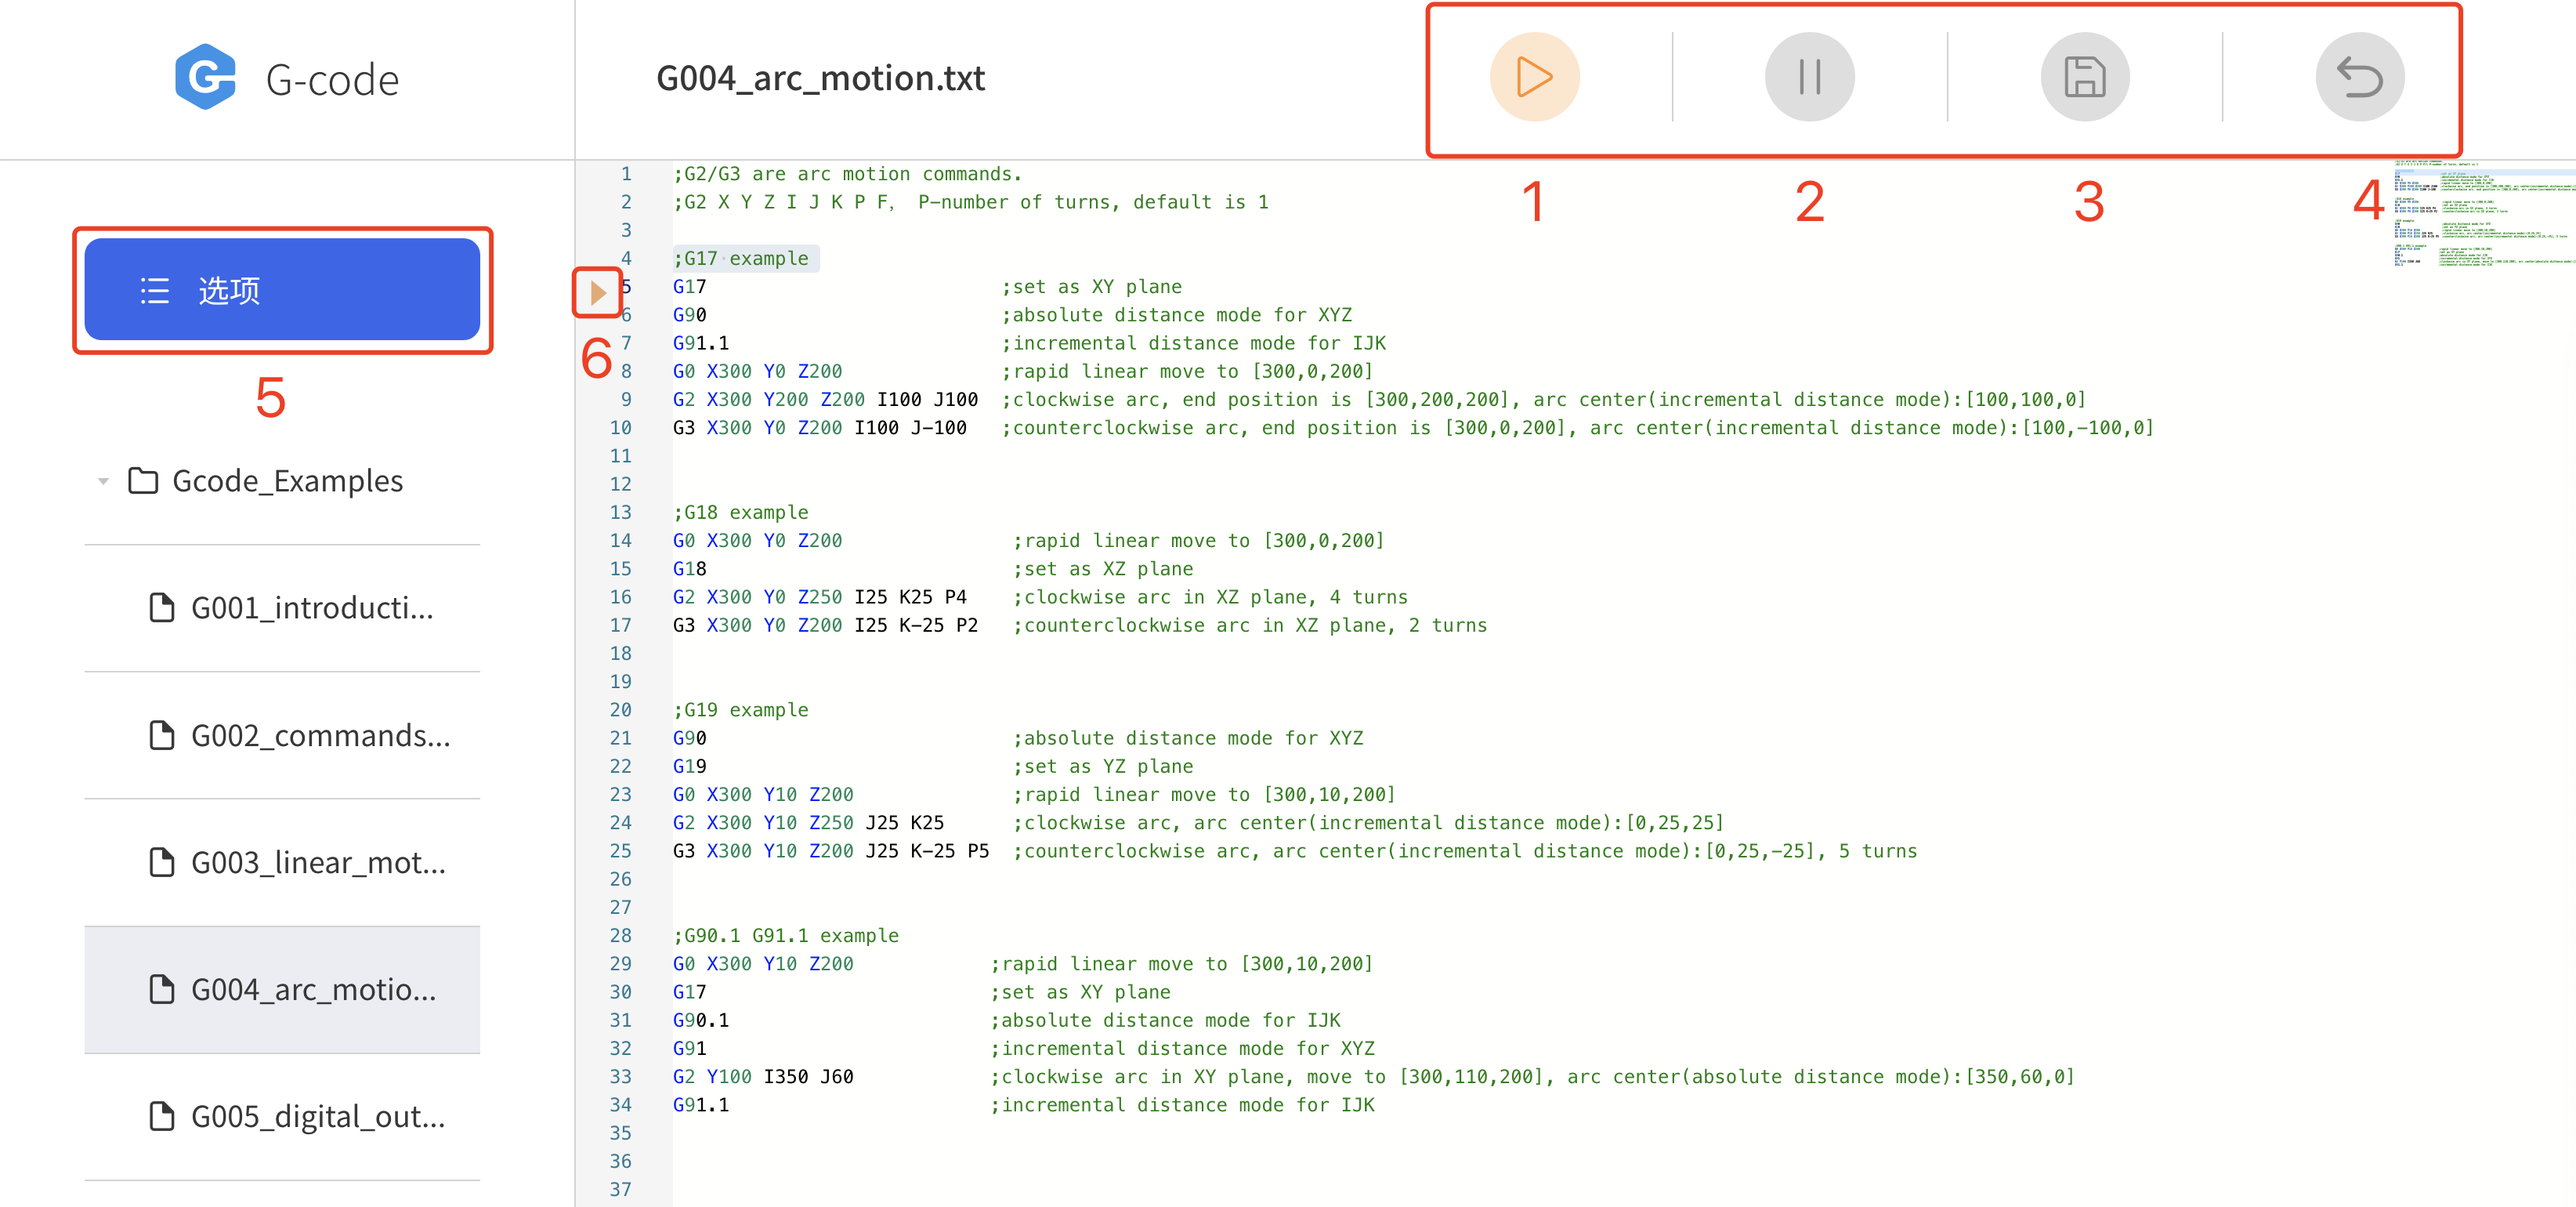 G-code
G004_arc_motion.txt
1
2
3
4
选项
5
Gcode_Examples
G001_introducti...
G002_commands...
G003_linear_mot...
G004_arc_motio...
G005_digital_out...
6
1 ;G2/G3 are arc motion commands.
2 ;G2 X Y Z I J K P F,  P-number of turns, default is 1
3
4 ;G17 example
5 G17 ;set as XY plane
6 G90 ;absolute distance mode for XYZ
7 G91.1 ;incremental distance mode for IJK
8 G0 X300 Y0 Z200 ;rapid linear move to [300,0,200]
9 G2 X300 Y200 Z200 I100 J100 ;clockwise arc, end position is [300,200,200], arc center(incremental distance mode):[100,100,0]
10 G3 X300 Y0 Z200 I100 J-100 ;counterclockwise arc, end position is [300,0,200], arc center(incremental distance mode):[100,-100,0]
11
12
13 ;G18 example
14 G0 X300 Y0 Z200 ;rapid linear move to [300,0,200]
15 G18 ;set as XZ plane
16 G2 X300 Y0 Z250 I25 K25 P4 ;clockwise arc in XZ plane, 4 turns
17 G3 X300 Y0 Z200 I25 K-25 P2 ;counterclockwise arc in XZ plane, 2 turns
18
19
20 ;G19 example
21 G90 ;absolute distance mode for XYZ
22 G19 ;set as YZ plane
23 G0 X300 Y10 Z200 ;rapid linear move to [300,10,200]
24 G2 X300 Y10 Z250 J25 K25 ;clockwise arc, arc center(incremental distance mode):[0,25,25]
25 G3 X300 Y10 Z200 J25 K-25 P5 ;counterclockwise arc, arc center(incremental distance mode):[0,25,-25], 5 turns
26
27
28 ;G90.1 G91.1 example
29 G0 X300 Y10 Z200 ;rapid linear move to [300,10,200]
30 G17 ;set as XY plane
31 G90.1 ;absolute distance mode for IJK
32 G91 ;incremental distance mode for XYZ
33 G2 Y100 I350 J60 ;clockwise arc in XY plane, move to [300,110,200], arc center(absolute distance mode):[350,60,0]
34 G91.1 ;incremental distance mode for IJK
35
36
37